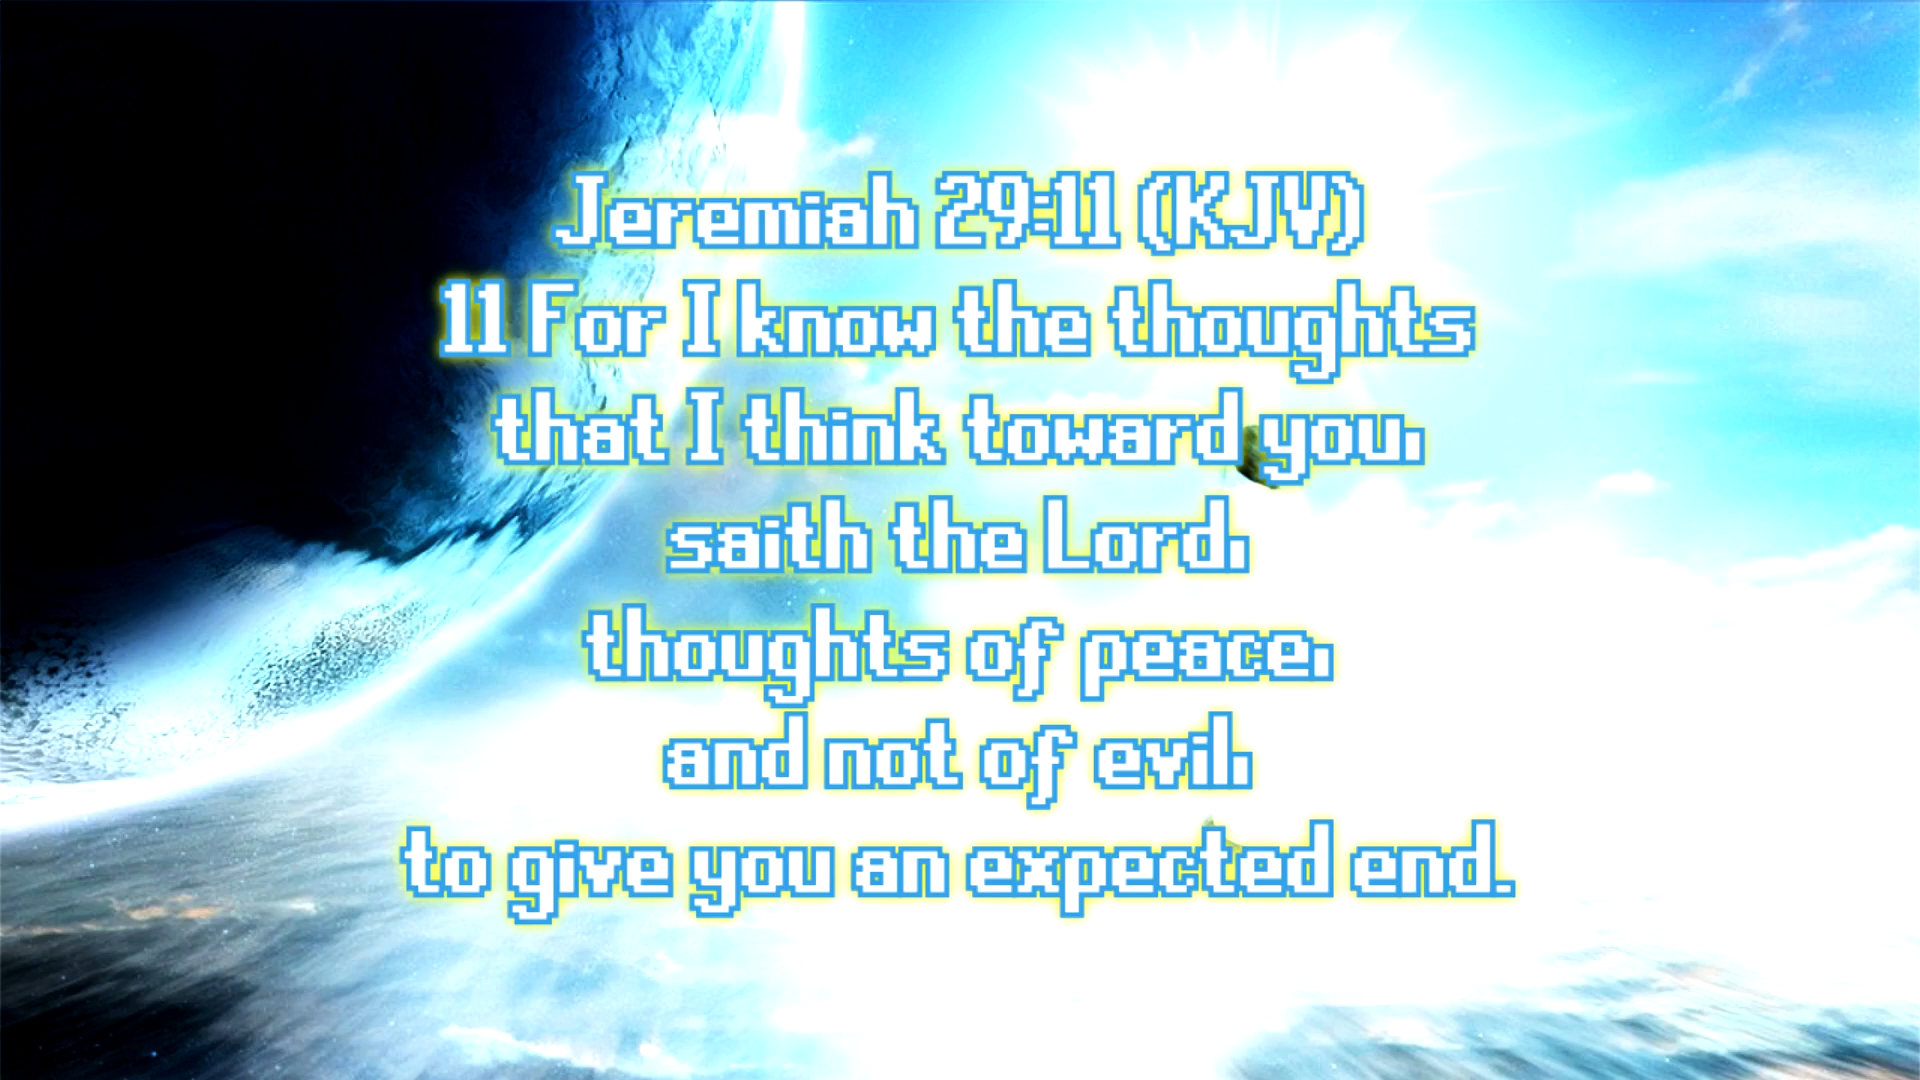 Jeremiah 29:11 (KJV)
11 For I know the thoughts
that I think toward you,
saith the Lord,
thoughts of peace,
and not of evil,
to give you an expected end.